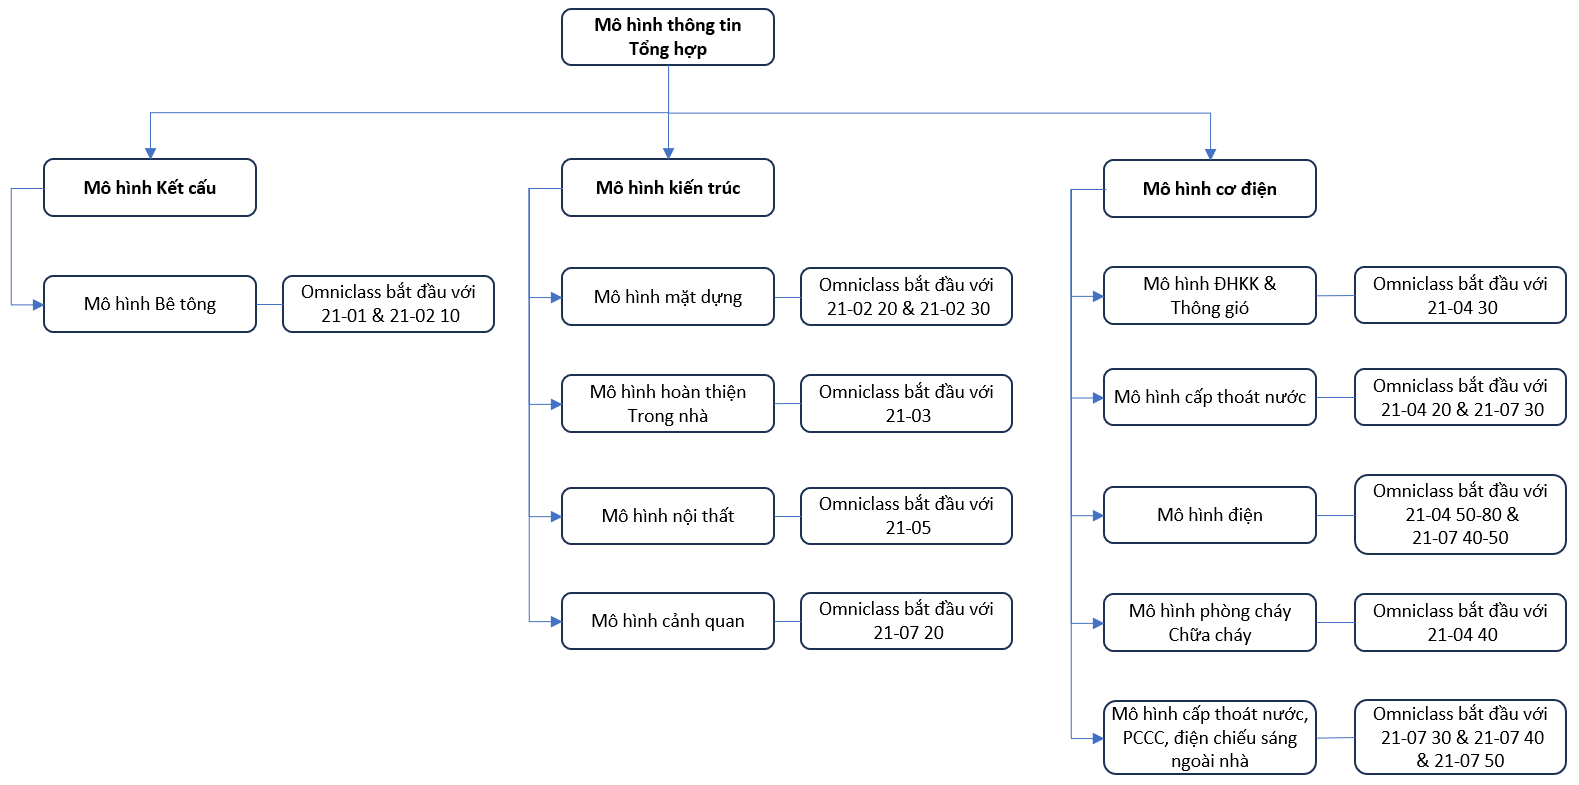 Mô hình thông tin
Tổng hợp
Mô hình Kết cấu
Mô hình kiến trúc
Mô hình cơ điện
Mô hình Bê tông
Omniclass bắt đầu với
21-01 & 21-02 10
Mô hình mặt dựng
Omniclass bắt đầu với
21-02 20 & 21-02 30
Mô hình hoàn thiện
Trong nhà
Omniclass bắt đầu với
21-03
Mô hình nội thất
Omniclass bắt đầu với
21-05
Mô hình cảnh quan
Omniclass bắt đầu với
21-07 20
Mô hình ĐHKK &
Thông gió
Omniclass bắt đầu với
21-04 30
Mô hình cấp thoát nước
Omniclass bắt đầu với
21-04 20 & 21-07 30
Mô hình điện
Omniclass bắt đầu với
21-04 50-80 &
21-07 40-50
Mô hình phòng cháy
Chữa cháy
Omniclass bắt đầu với
21-04 40
Mô hình cấp thoát nước,
PCCC, điện chiếu sáng
ngoài nhà
Omniclass bắt đầu với
21-07 30 & 21-07 40
& 21-07 50